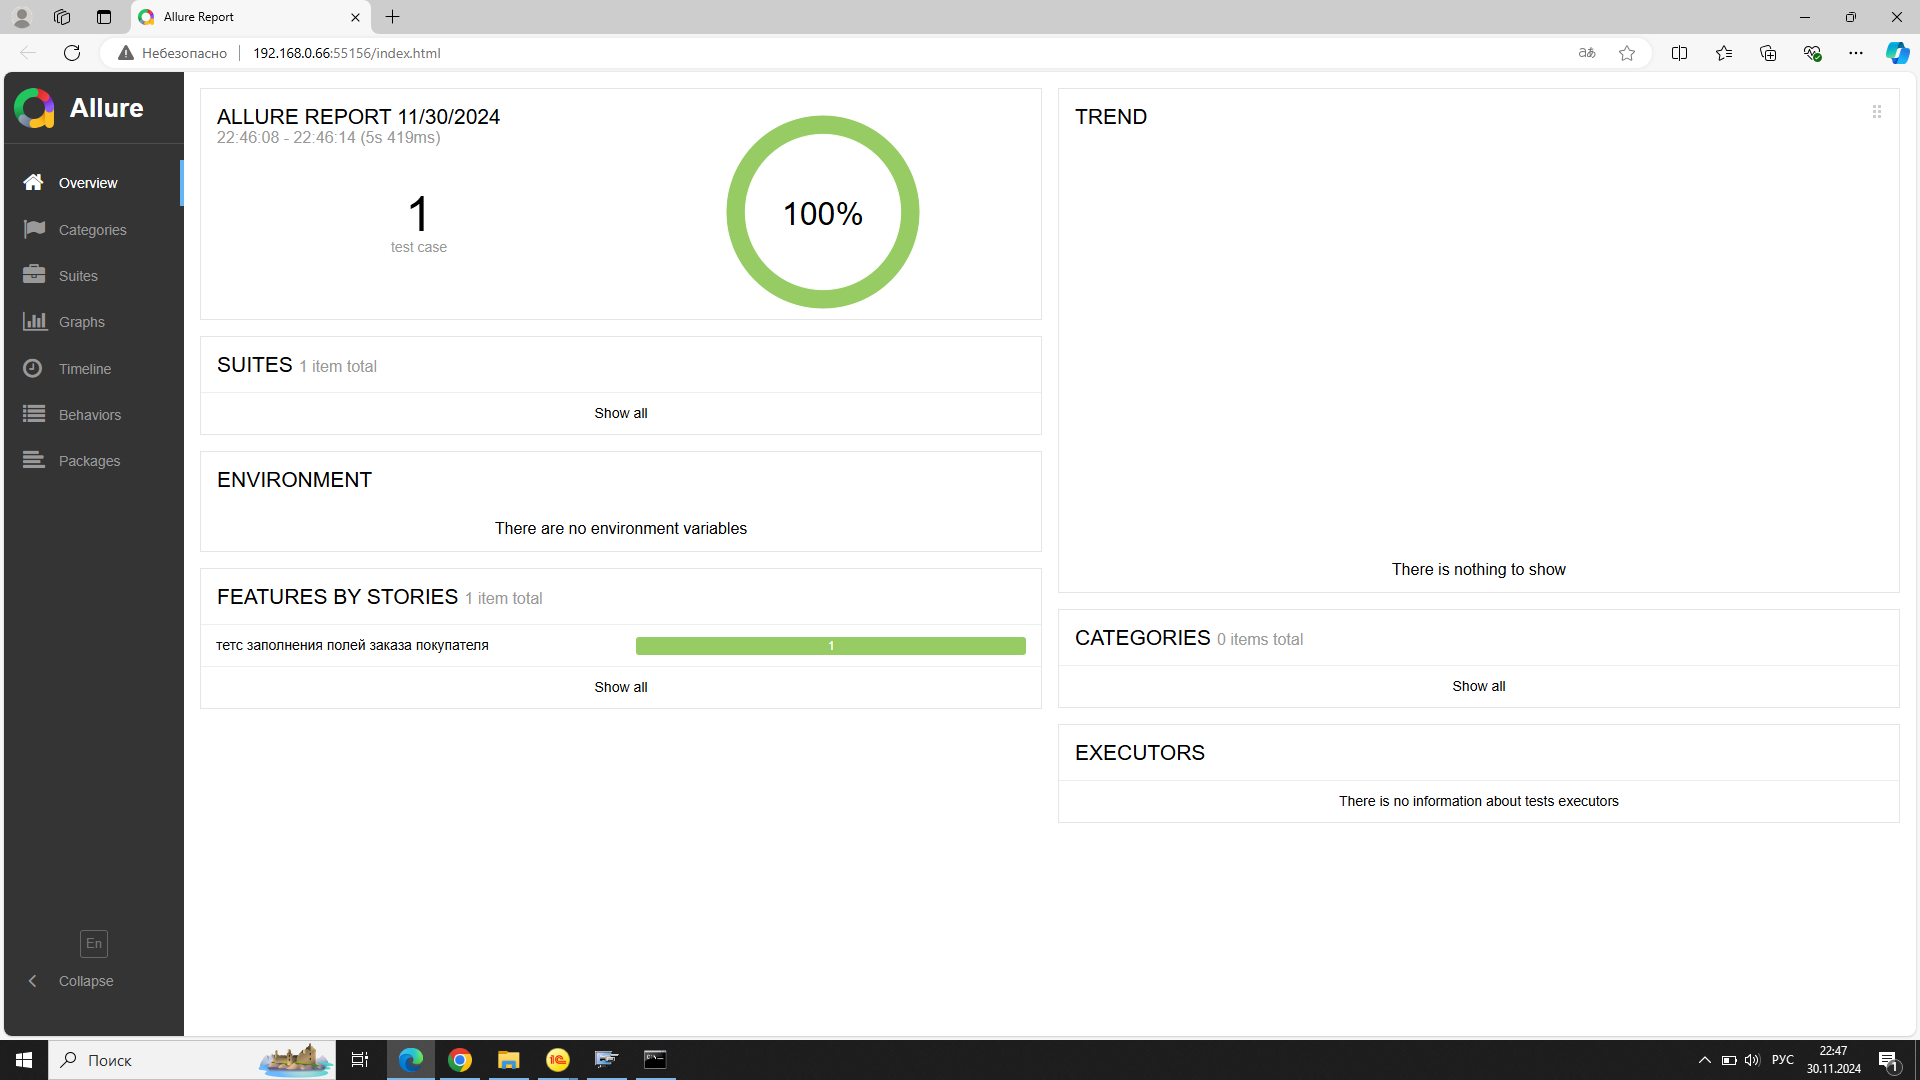 Allure Report
Небезопасно
192.168.0.66:55156/index.html
Allure
Overview
Categories
Suites
Graphs
Timeline
Behaviors
Packages
En
Collapse
ALLURE REPORT 11/30/2024
22:46:08 - 22:46:14 (5s 419ms)
1
test case
100%
SUITES 1 item total
Show all
ENVIRONMENT
There are no environment variables
FEATURES BY STORIES 1 item total
тетс заполнения полей заказа покупателя
1
Show all
TREND
There is nothing to show
CATEGORIES 0 items total
Show all
EXECUTORS
There is no information about tests executors
Поиск
РУС
22:47
30.11.2024
1